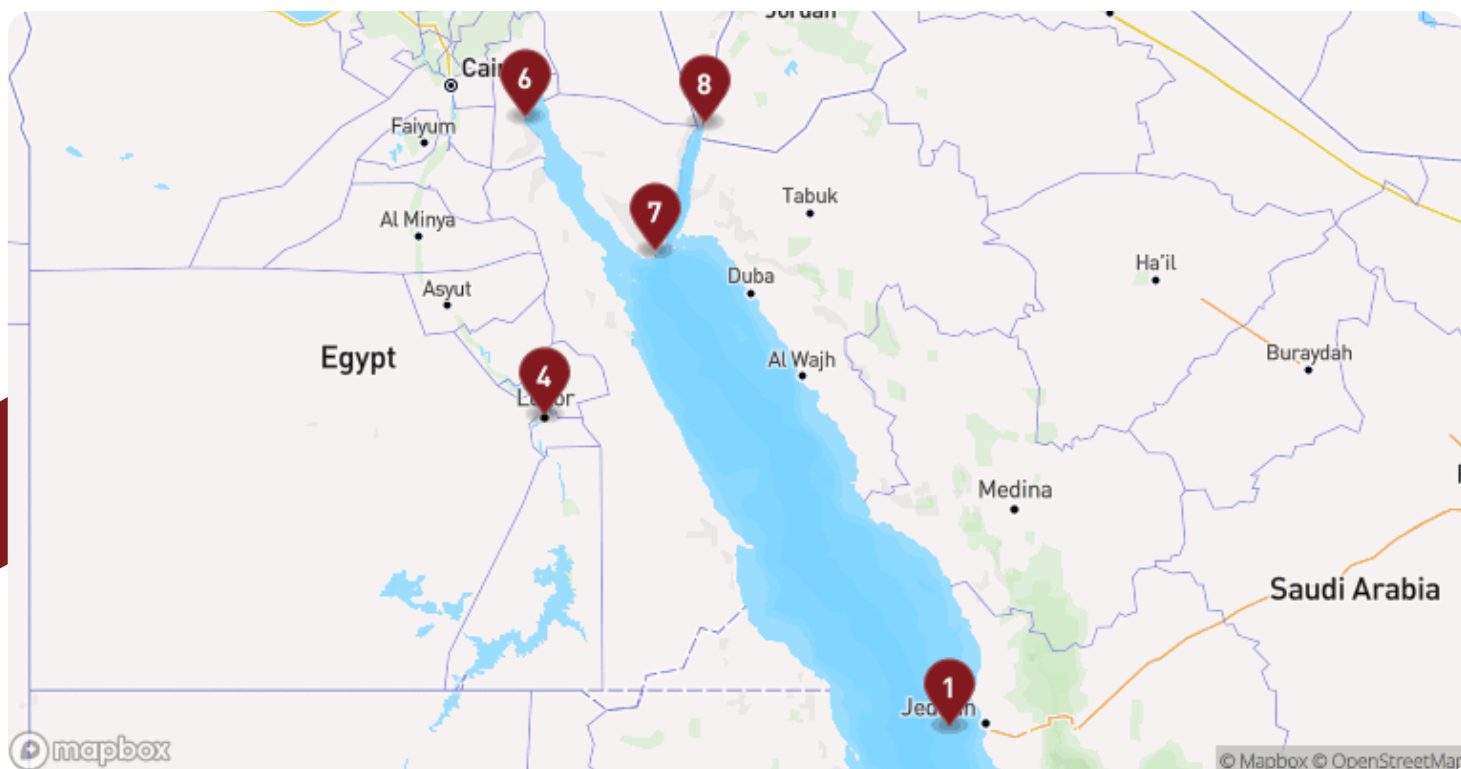 Jordan
6
8
Faiyum
7
Tabuk
Al Minya
Ha'il
Duba
Asyut
Buraydah
Egypt
Al Wajh
4
Medina
Saudi Arabia
1
mapbox
© Mapbox © OpenStreetMap